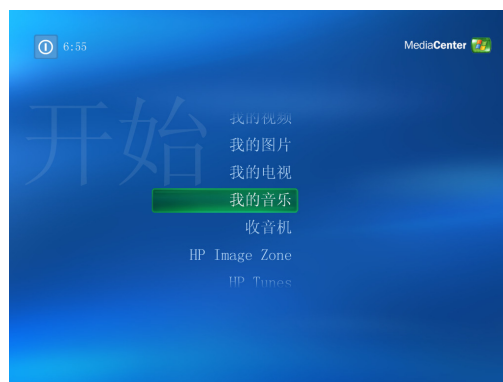 6:55
MediaCenter
开始
我的视频
我的图片
我的电视
我的音乐
收音机
HP Image Zone
HP Tunes